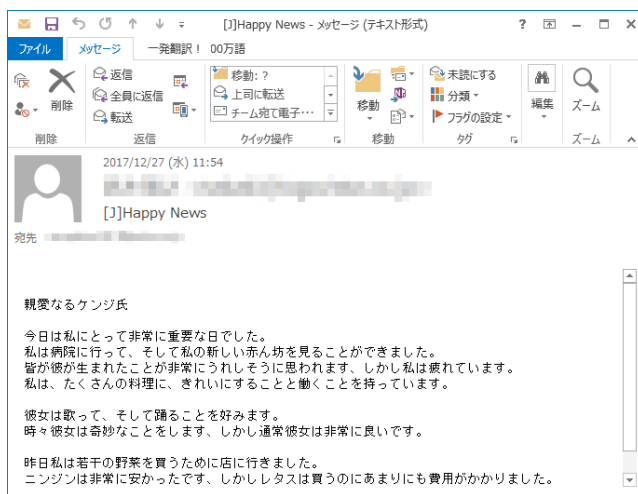 [J]Happy News - メッセージ (テキスト形式)
ファイル メッセージ 一発翻訳！ 00万語
削除
返信
全員に返信
転送
移動: ?
上司に転送
チーム宛て電子…
移動
未読にする
分類
フラグの設定
編集
ズーム
削除 返信 クイック操作 移動 タグ ズーム
2017/12/27 (水) 11:54
[J]Happy News
宛先
親愛なるケンジ氏
今日は私にとって非常に重要な日でした。
私は病院に行って、そして私の新しい赤ん坊を見ることができました。
皆が彼が生まれたことが非常にうれしそうに思われます、しかし私は疲れています。
私は、たくさんの料理に、きれいにすることと働くことを持っています。
彼女は歌って、そして踊ることを好みます。
時々彼女は奇妙なことをします、しかし通常彼女は非常に良いです。
昨日私は若干の野菜を買うために店に行きました。
ニンジンは非常に安かったです、しかしレタスは買うのにあまりにも費用がかかりました。